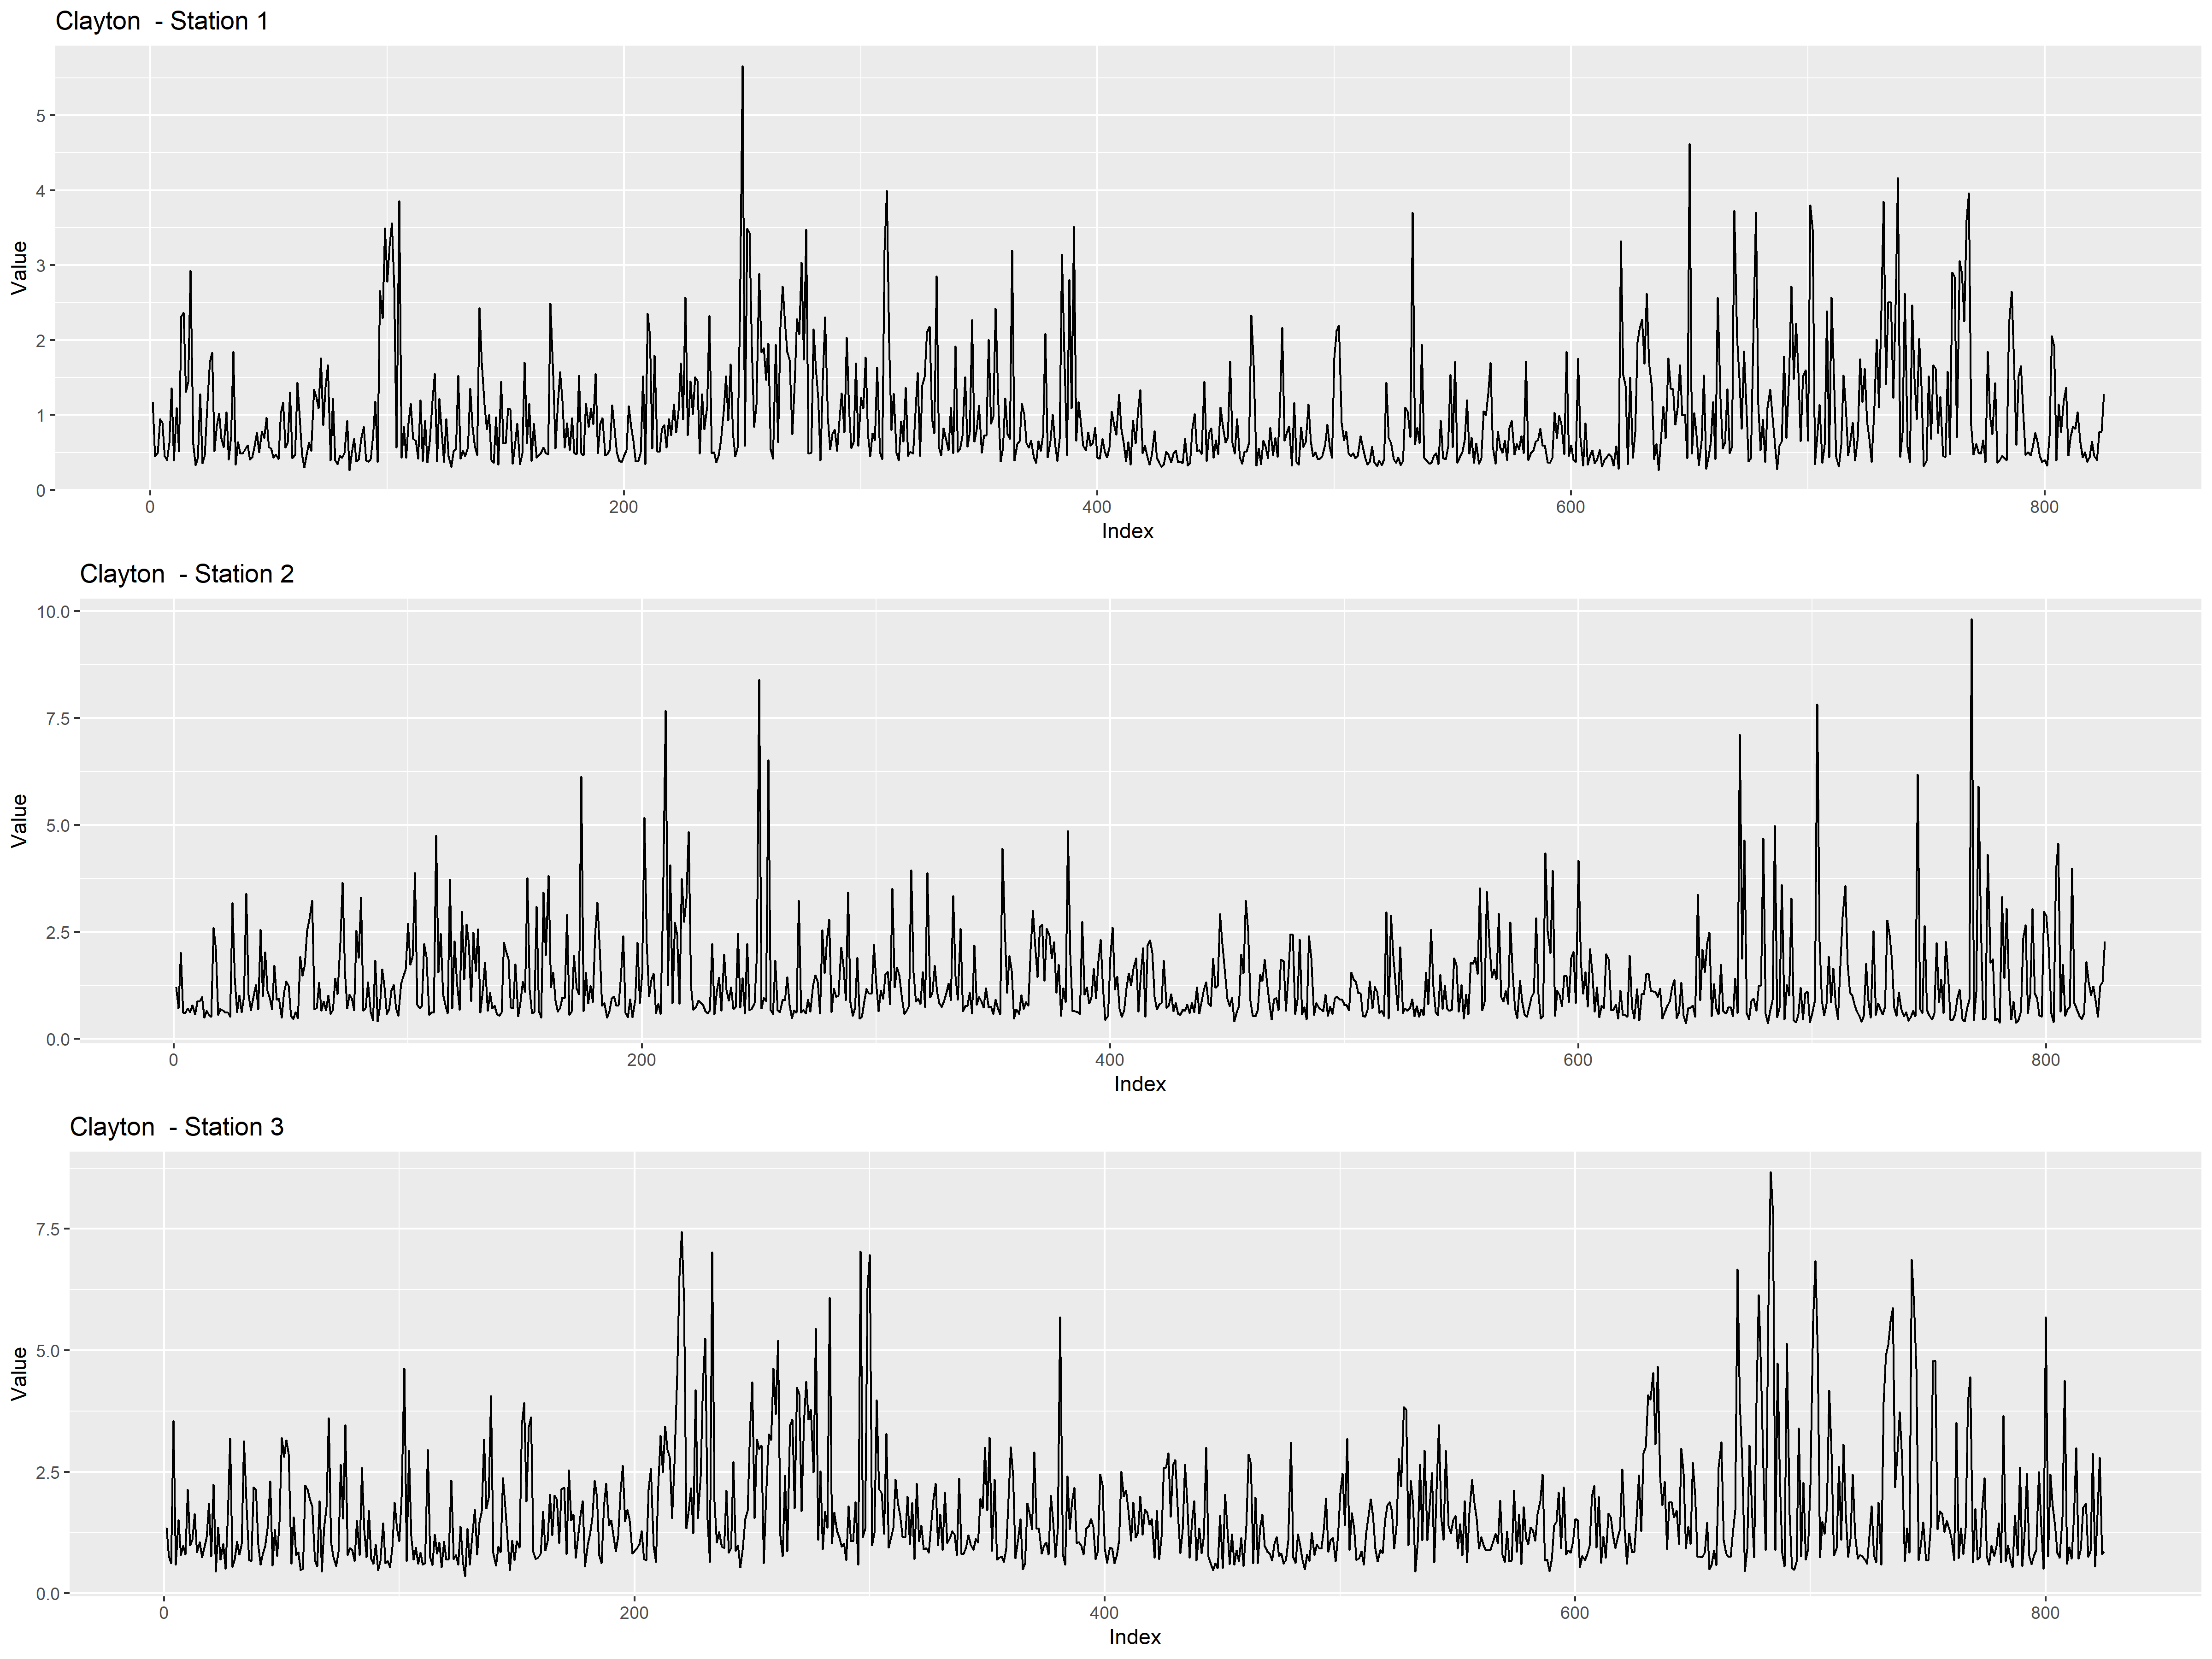 Clayton  - Station 1
5
4
3
2
1
0
Value
0 200 400 600 800
Index
Clayton  - Station 2
10.0
7.5
5.0
2.5
0.0
Value
0 200 400 600 800
Index
Clayton  - Station 3
7.5
5.0
2.5
0.0
Value
0 200 400 600 800
Index